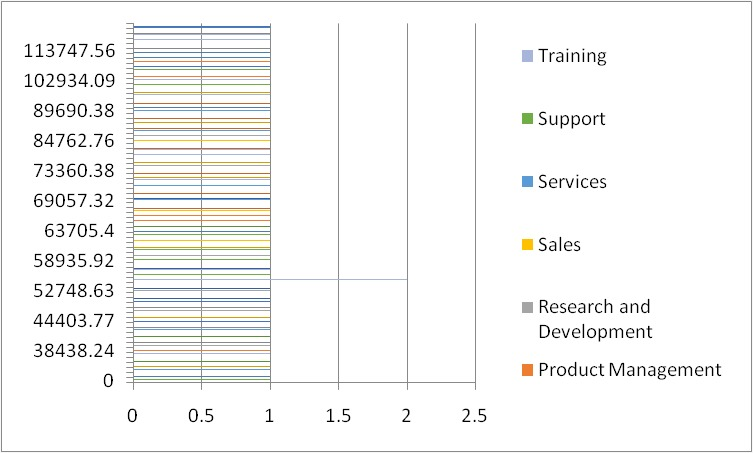 113747.56
102934.09
89690.38
84762.76
73360.38
69057.32
63705.4
58935.92
52748.63
44403.77
38438.24
0
0 0.5 1 1.5 2 2.5
Training
Support
Services
Sales
Research and
Development
Product Management